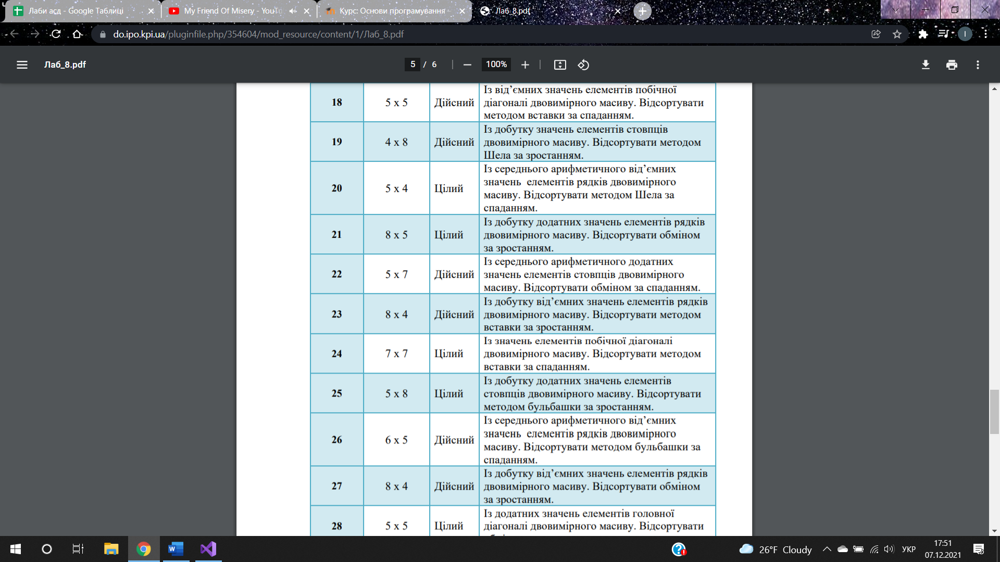 Лаби асд - Google Таблиці
My Friend Of Misery - YouTu
Курс: Основи програмування -
Лаб_8.pdf
do.ipo.kpi.ua/pluginfile.php/354604/mod_resource/content/1/Лаб_8.pdf
I
Лаб_8.pdf
5 / 6
100%
18 5 x 5 Дійсний Із від’ємних значень елементів побічної
діагоналі двовимірного масиву. Відсортувати
методом вставки за спаданням.
19 4 x 8 Дійсний Із добутку значень елементів стовпців
двовимірного масиву. Відсортувати методом
Шела за зростанням.
20 5 x 4 Цілий Із середнього арифметичного від’ємних
значень елементів рядків двовимірного
масиву. Відсортувати методом Шела за
спаданням.
21 8 x 5 Цілий Із добутку додатних значень елементів рядків
двовимірного масиву. Відсортувати обміном
за зростанням.
22 5 x 7 Дійсний Із середнього арифметичного додатних
значень елементів стовпців двовимірного
масиву. Відсортувати обміном за спаданням.
23 8 x 4 Дійсний Із добутку від’ємних значень елементів рядків
двовимірного масиву. Відсортувати методом
вставки за зростанням.
24 7 x 7 Цілий Із значень елементів побічної діагоналі
двовимірного масиву. Відсортувати методом
вставки за спаданням.
25 5 x 8 Цілий Із добутку додатних значень елементів
стовпців двовимірного масиву. Відсортувати
методом бульбашки за зростанням.
26 6 x 5 Дійсний Із середнього арифметичного від’ємних
значень елементів рядків двовимірного
масиву. Відсортувати методом бульбашки за
спаданням.
27 8 x 4 Дійсний Із добутку від’ємних значень елементів рядків
двовимірного масиву. Відсортувати обміном
за зростанням.
28 5 x 5 Цілий Із додатних значень елементів головної
діагоналі двовимірного масиву. Відсортувати
26°F Cloudy
УКР
17:51
07.12.2021